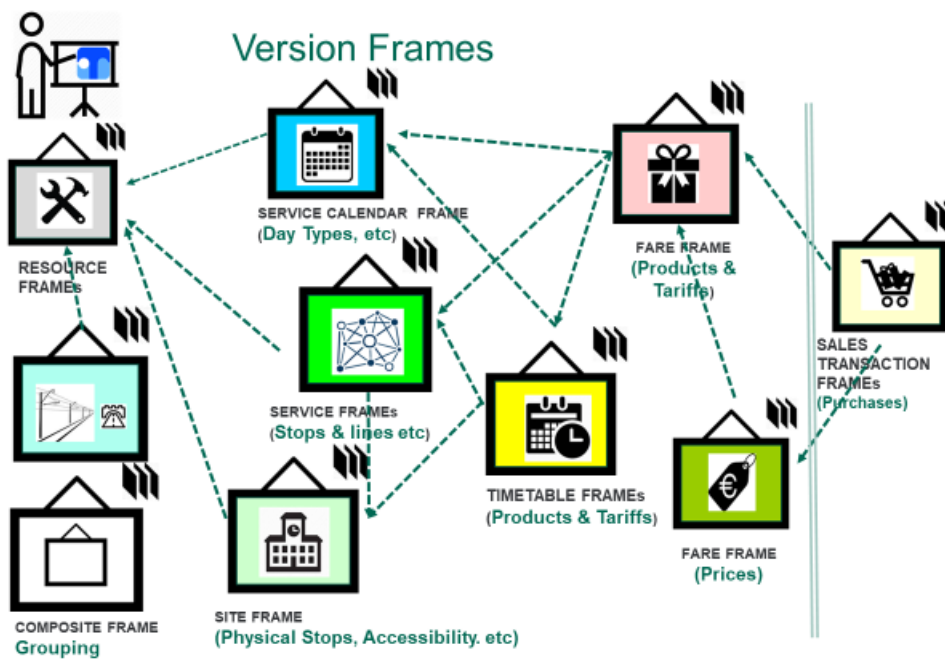 Version Frames
SERVICE CALENDAR FRAME
(Day Types, etc)
RESOURCE
FRAMEs
FARE FRAME
(Products &
Tariffs)
SALES
TRANSACTION
FRAMEs
(Purchases)
SERVICE FRAMEs
(Stops & lines etc)
TIMETABLE FRAMEs
(Products & Tariffs)
FARE FRAME
(Prices)
COMPOSITE FRAME
Grouping
SITE FRAME
(Physical Stops, Accessibility. etc)